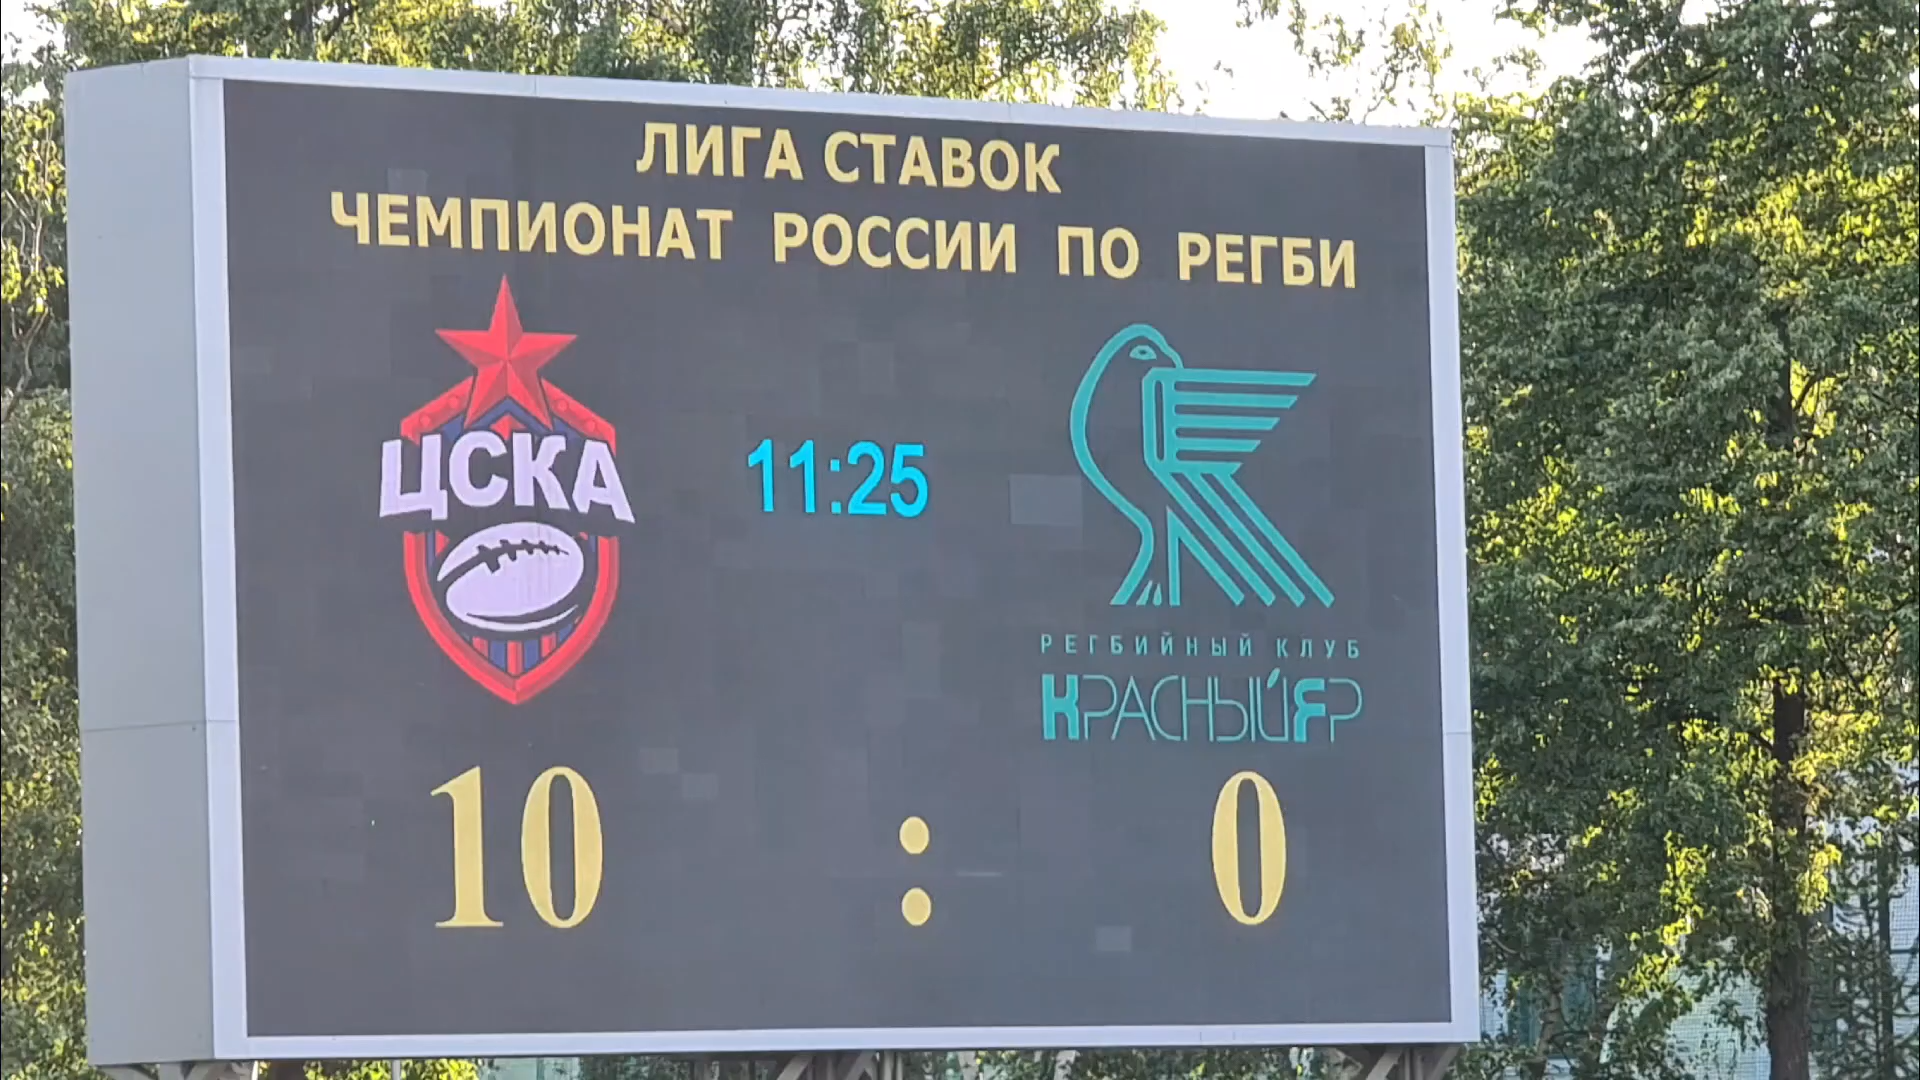 ЛИГА СТАВОК
ЧЕМПИОНАТ РОССИИ ПО РЕГБИ
ЦСКА
11:25
РЕГБИЙНЫЙ КЛУБ
КРАСНЫЙ ЯР
10 : 0